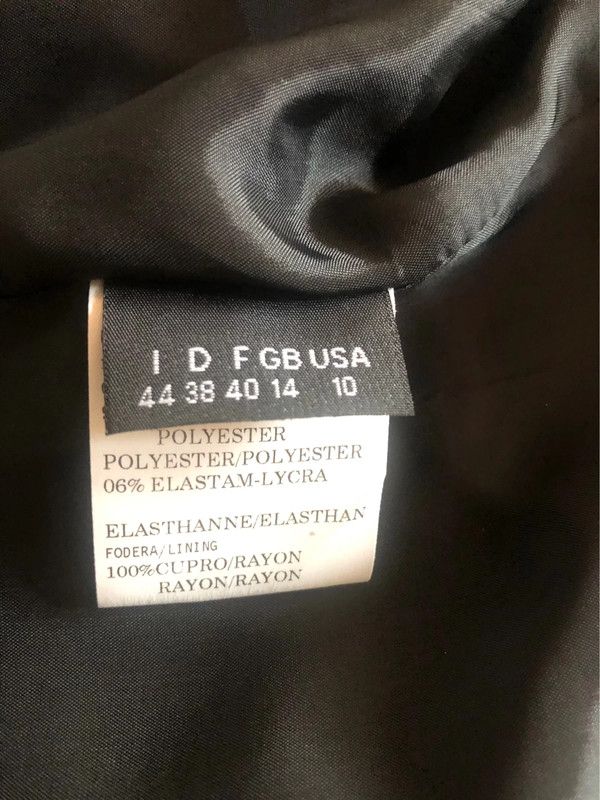 I D F GB USA
44 38 40 14 10
POLYESTER
POLYESTER/POLYESTER
06% ELASTAM-LYCRA
ELASTHANNE/ELASTHAN
FODERA/LINING
100%CUPRO/RAYON
RAYON/RAYON